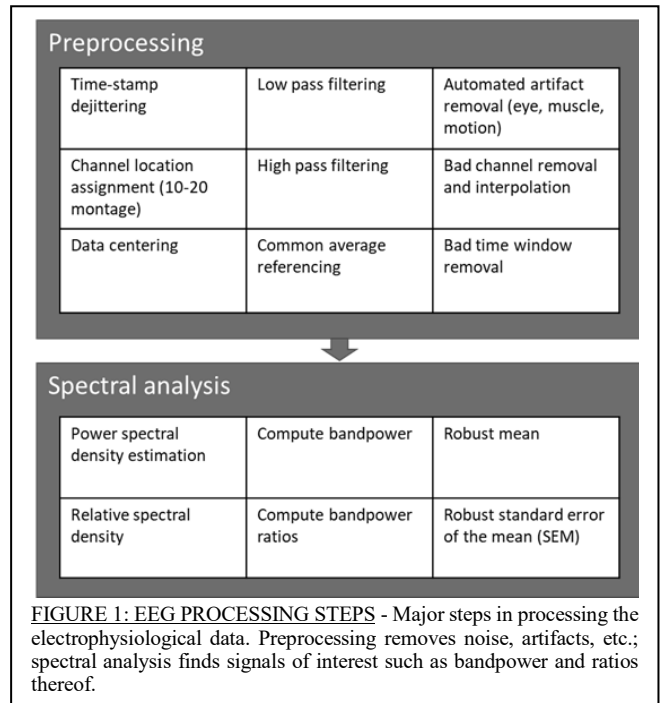 Preprocessing
Time-stamp
dejittering
Low pass filtering
Automated artifact
removal (eye, muscle,
motion)
Channel location
assignment (10-20
montage)
High pass filtering
Bad channel removal
and interpolation
Data centering
Common average
referencing
Bad time window
removal
Spectral analysis
Power spectral
density estimation
Compute bandpower
Robust mean
Relative spectral
density
Compute bandpower
ratios
Robust standard error
of the mean (SEM)
FIGURE 1: EEG PROCESSING STEPS - Major steps in processing the
electrophysiological data. Preprocessing removes noise, artifacts, etc.;
spectral analysis finds signals of interest such as bandpower and ratios
thereof.